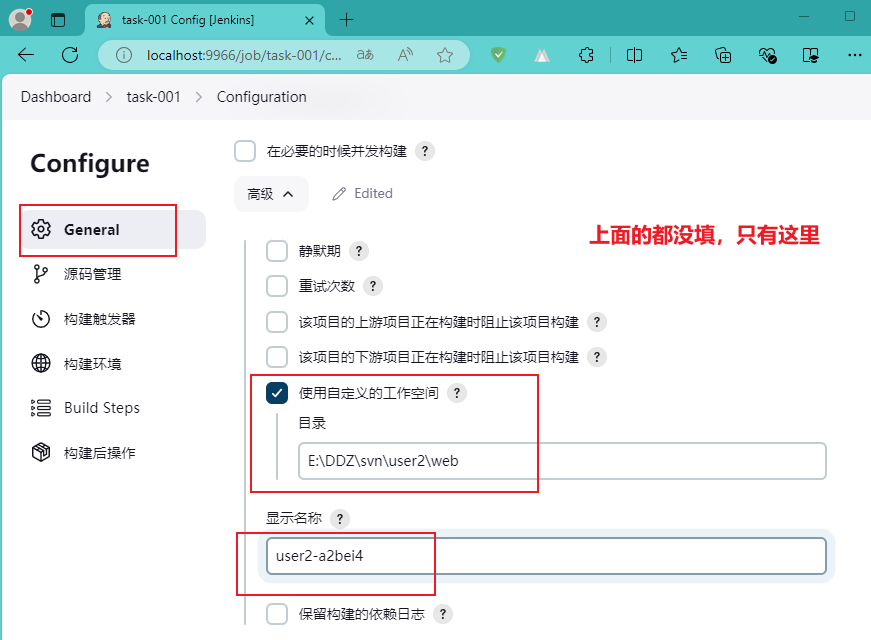 task-001 Config [Jenkins]
localhost:9966/job/task-001/c...
Dashboard > task-001 > Configuration
Configure
General
源码管理
构建触发器
构建环境
Build Steps
构建后操作
在必要的时候并发构建 ?
高级 Edited
上面的都没填，只有这里
静默期 ?
重试次数 ?
该项目的上游项目正在构建时阻止该项目构建 ?
该项目的下游项目正在构建时阻止该项目构建 ?
使用自定义的工作空间 ?
目录
E:\DDZ\svn\user2\web
显示名称 ?
user2-a2bei4
保留构建的依赖日志 ?